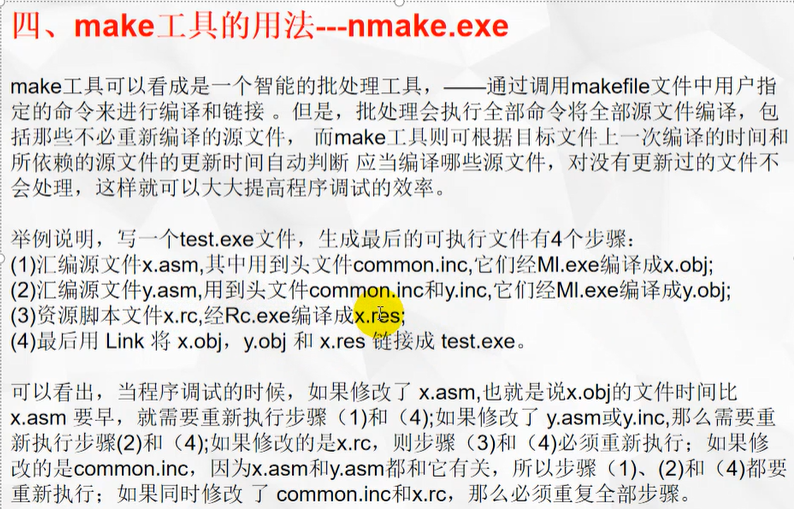 四、make工具的用法---nmake.exe
make工具可以看成是一个智能的批处理工具，——通过调用makefile文件中用户指
定的命令来进行编译和链接 。但是，批处理会执行全部命令将全部源文件编译，包
括那些不必重新编译的源文件， 而make工具则可根据目标文件上一次编译的时间和
所依赖的源文件的更新时间自动判断 应当编译哪些源文件，对没有更新过的文件不
会处理，这样就可以大大提高程序调试的效率。
举例说明，写一个test.exe文件，生成最后的可执行文件有4个步骤：
(1)汇编源文件x.asm,其中用到头文件common.inc,它们经Ml.exe编译成x.obj;
(2)汇编源文件y.asm,用到头文件common.inc和y.inc,它们经Ml.exe编译成y.obj;
(3)资源脚本文件x.rc,经Rc.exe编译成x.res;
(4)最后用 Link 将 x.obj，y.obj 和 x.res 链接成 test.exe。
可以看出，当程序调试的时候，如果修改了 x.asm,也就是说x.obj的文件时间比
x.asm 要早，就需要重新执行步骤（1)和（4);如果修改了 y.asm或y.inc,那么需要重
新执行步骤(2)和（4);如果修改的是x.rc，则步骤（3)和（4)必须重新执行；如果修
改的是common.inc，因为x.asm和y.asm都和它有关，所以步骤（1)、(2)和（4)都要
重新执行；如果同时修改 了 common.inc和x.rc，那么必须重复全部步骤。